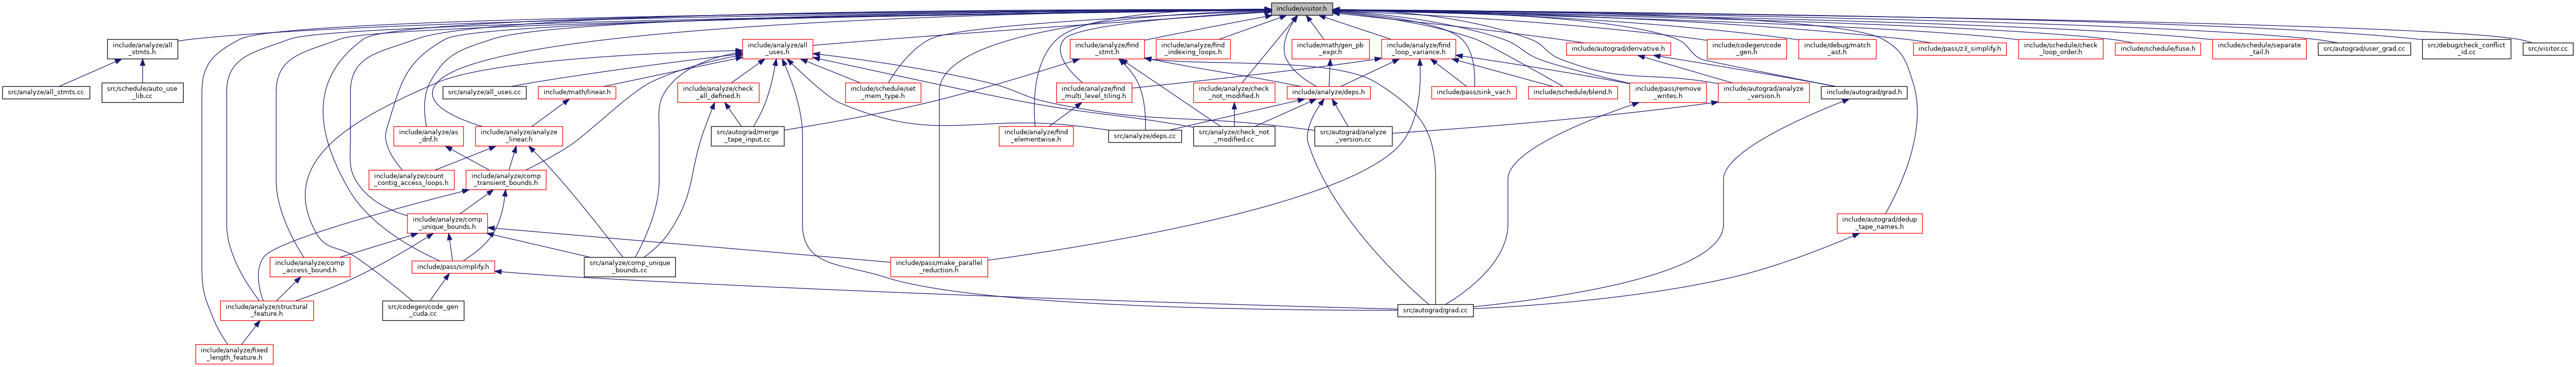 include/visitor.h
include/analyze/all
_stmts.h
include/analyze/all
_uses.h
include/analyze/find
_stmt.h
include/analyze/find
_indexing_loops.h
include/math/gen_pb
_expr.h
include/analyze/find
_loop_variance.h
include/autograd/derivative.h
include/codegen/code
_gen.h
include/debug/match
_ast.h
include/pass/z3_simplify.h
include/schedule/check
_loop_order.h
include/schedule/fuse.h
include/schedule/separate
_tail.h
src/autograd/user_grad.cc
src/debug/check_conflict
_id.cc
src/visitor.cc
src/analyze/all_stmts.cc
src/schedule/auto_use
_lib.cc
src/analyze/all_uses.cc
include/math/linear.h
include/analyze/check
_all_defined.h
include/schedule/set
_mem_type.h
include/analyze/find
_multi_level_tiling.h
include/analyze/check
_not_modified.h
include/analyze/deps.h
include/pass/sink_var.h
include/schedule/blend.h
include/pass/remove
_writes.h
include/autograd/analyze
_version.h
include/autograd/grad.h
include/analyze/as
_dnf.h
include/analyze/analyze
_linear.h
src/autograd/merge
_tape_input.cc
include/analyze/find
_elementwise.h
src/analyze/deps.cc
src/analyze/check_not
_modified.cc
src/autograd/analyze
_version.cc
include/analyze/count
_contig_access_loops.h
include/analyze/comp
_transient_bounds.h
include/analyze/comp
_unique_bounds.h
include/autograd/dedup
_tape_names.h
include/analyze/comp
_access_bound.h
include/pass/simplify.h
src/analyze/comp_unique
_bounds.cc
include/pass/make_parallel
_reduction.h
include/analyze/structural
_feature.h
src/codegen/code_gen
_cuda.cc
src/autograd/grad.cc
include/analyze/fixed
_length_feature.h